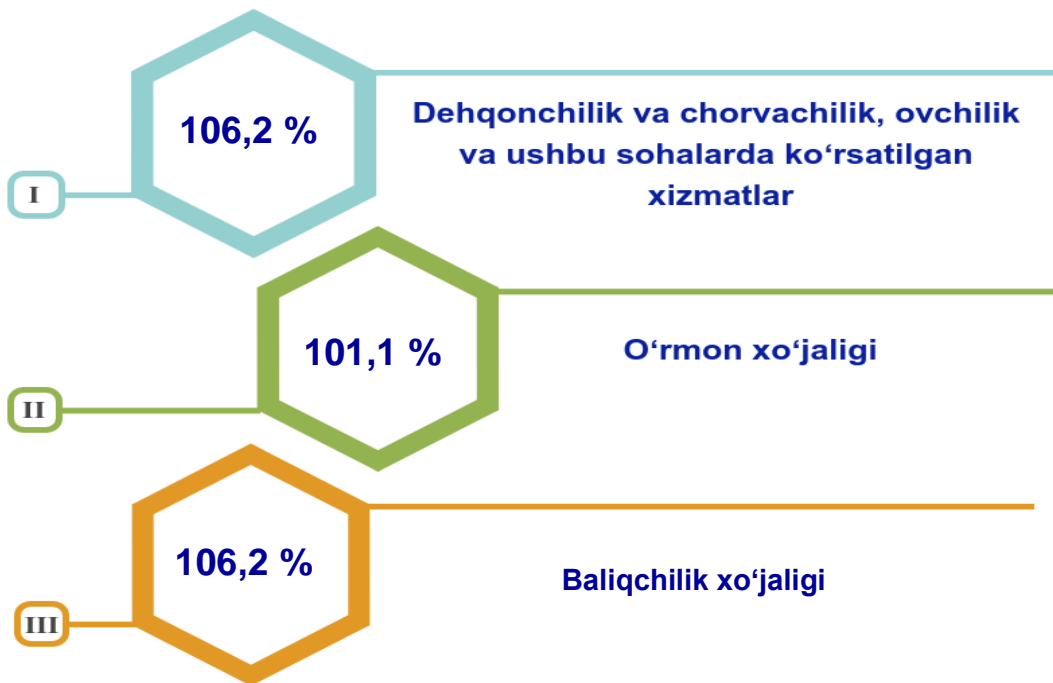 106,2 %
Dehqonchilik va chorvachilik, ovchilik
va ushbu sohalarda ko‘rsatilgan
xizmatlar
I
101,1 %
O‘rmon xo‘jaligi
II
106,2 %
Baliqchilik xo‘jaligi
III